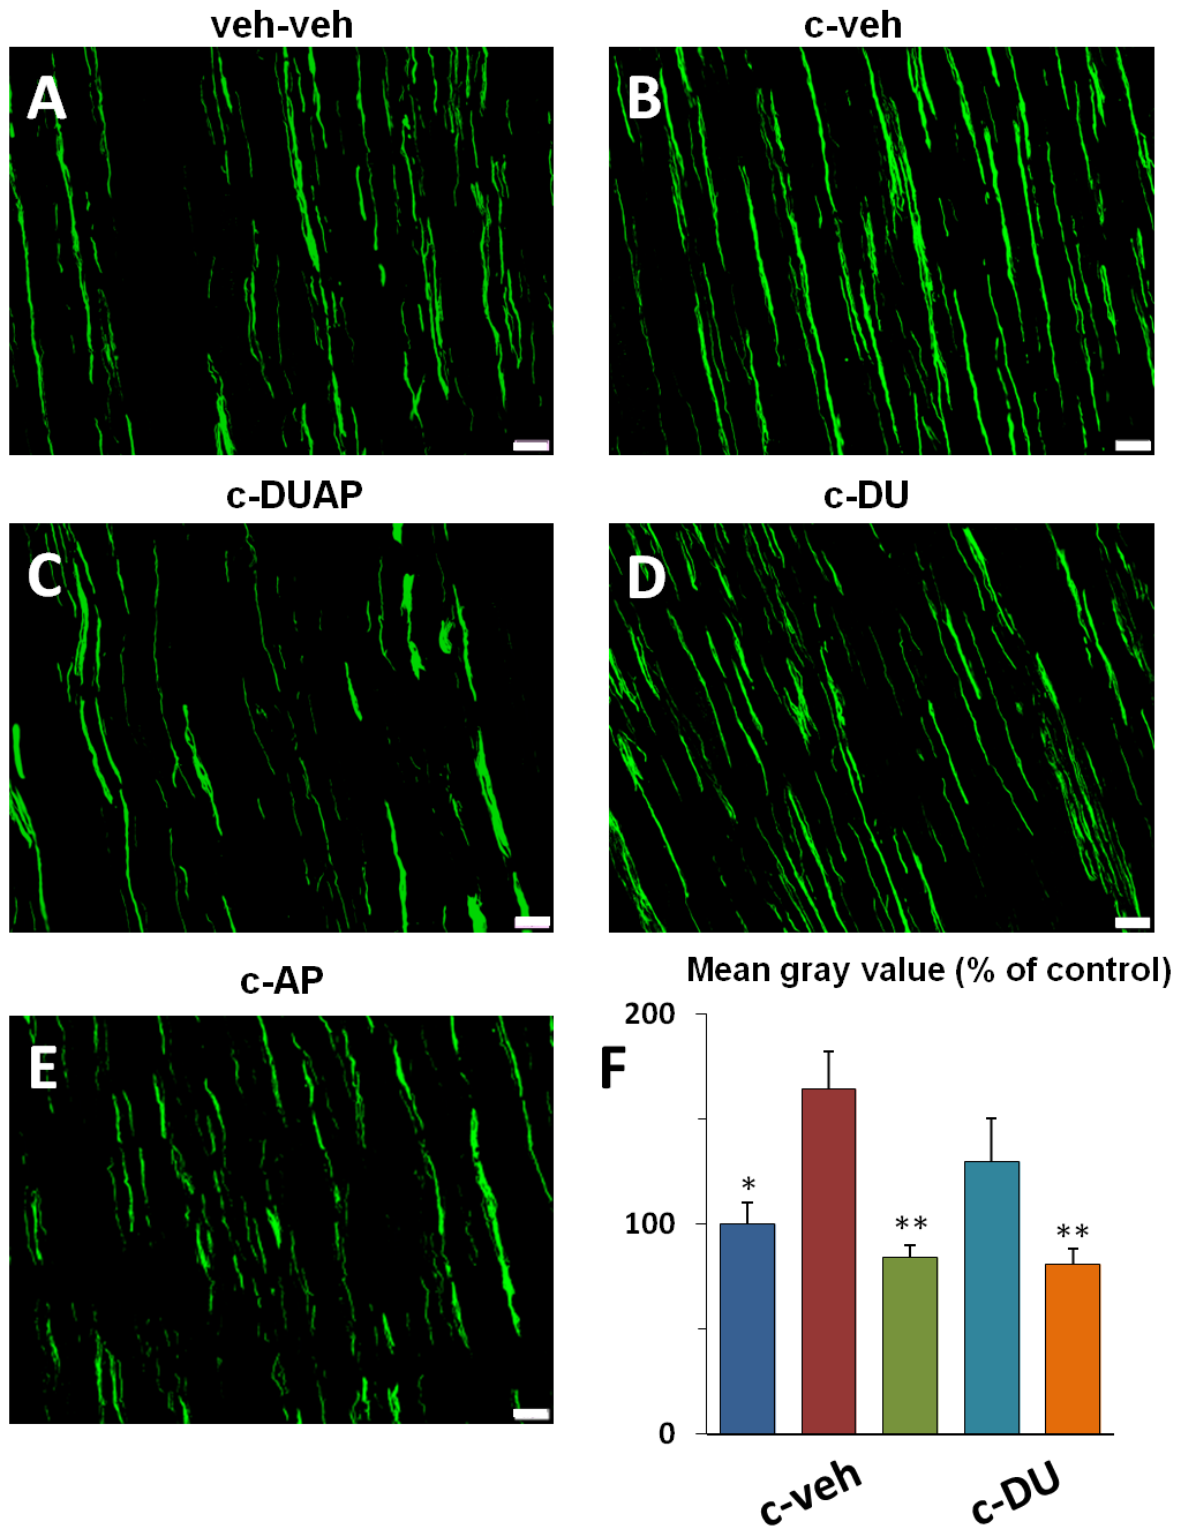 veh-veh
c-veh
A
B
c-DUAP
c-DU
C
D
c-AP
Mean gray value (% of control)
E
F
200
*
**
**
100
0
c-veh
c-DU